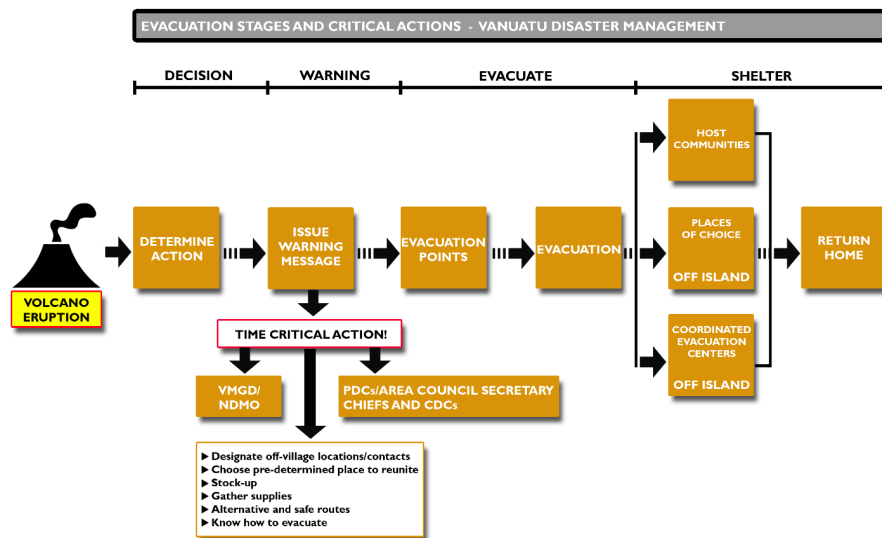 EVACUATION STAGES AND CRITICAL ACTIONS - VANUATU DISASTER MANAGEMENT
DECISION
WARNING
EVACUATE
SHELTER
HOST
COMMUNITIES
VOLCANO
ERUPTION
DETERMINE
ACTION
ISSUE
WARNING
MESSAGE
EVACUATION
POINTS
EVACUATION
PLACES
OF CHOICE
OFF ISLAND
RETURN
HOME
TIME CRITICAL ACTION!
COORDINATED
EVACUATION
CENTERS
OFF ISLAND
VMGD/
NDMO
PDCs/AREA COUNCIL SECRETARY
CHIEFS AND CDCs
▶ Designate off-village locations/contacts
▶ Choose pre-determined place to reunite
▶ Stock-up
▶ Gather supplies
▶ Alternative and safe routes
▶ Know how to evacuate